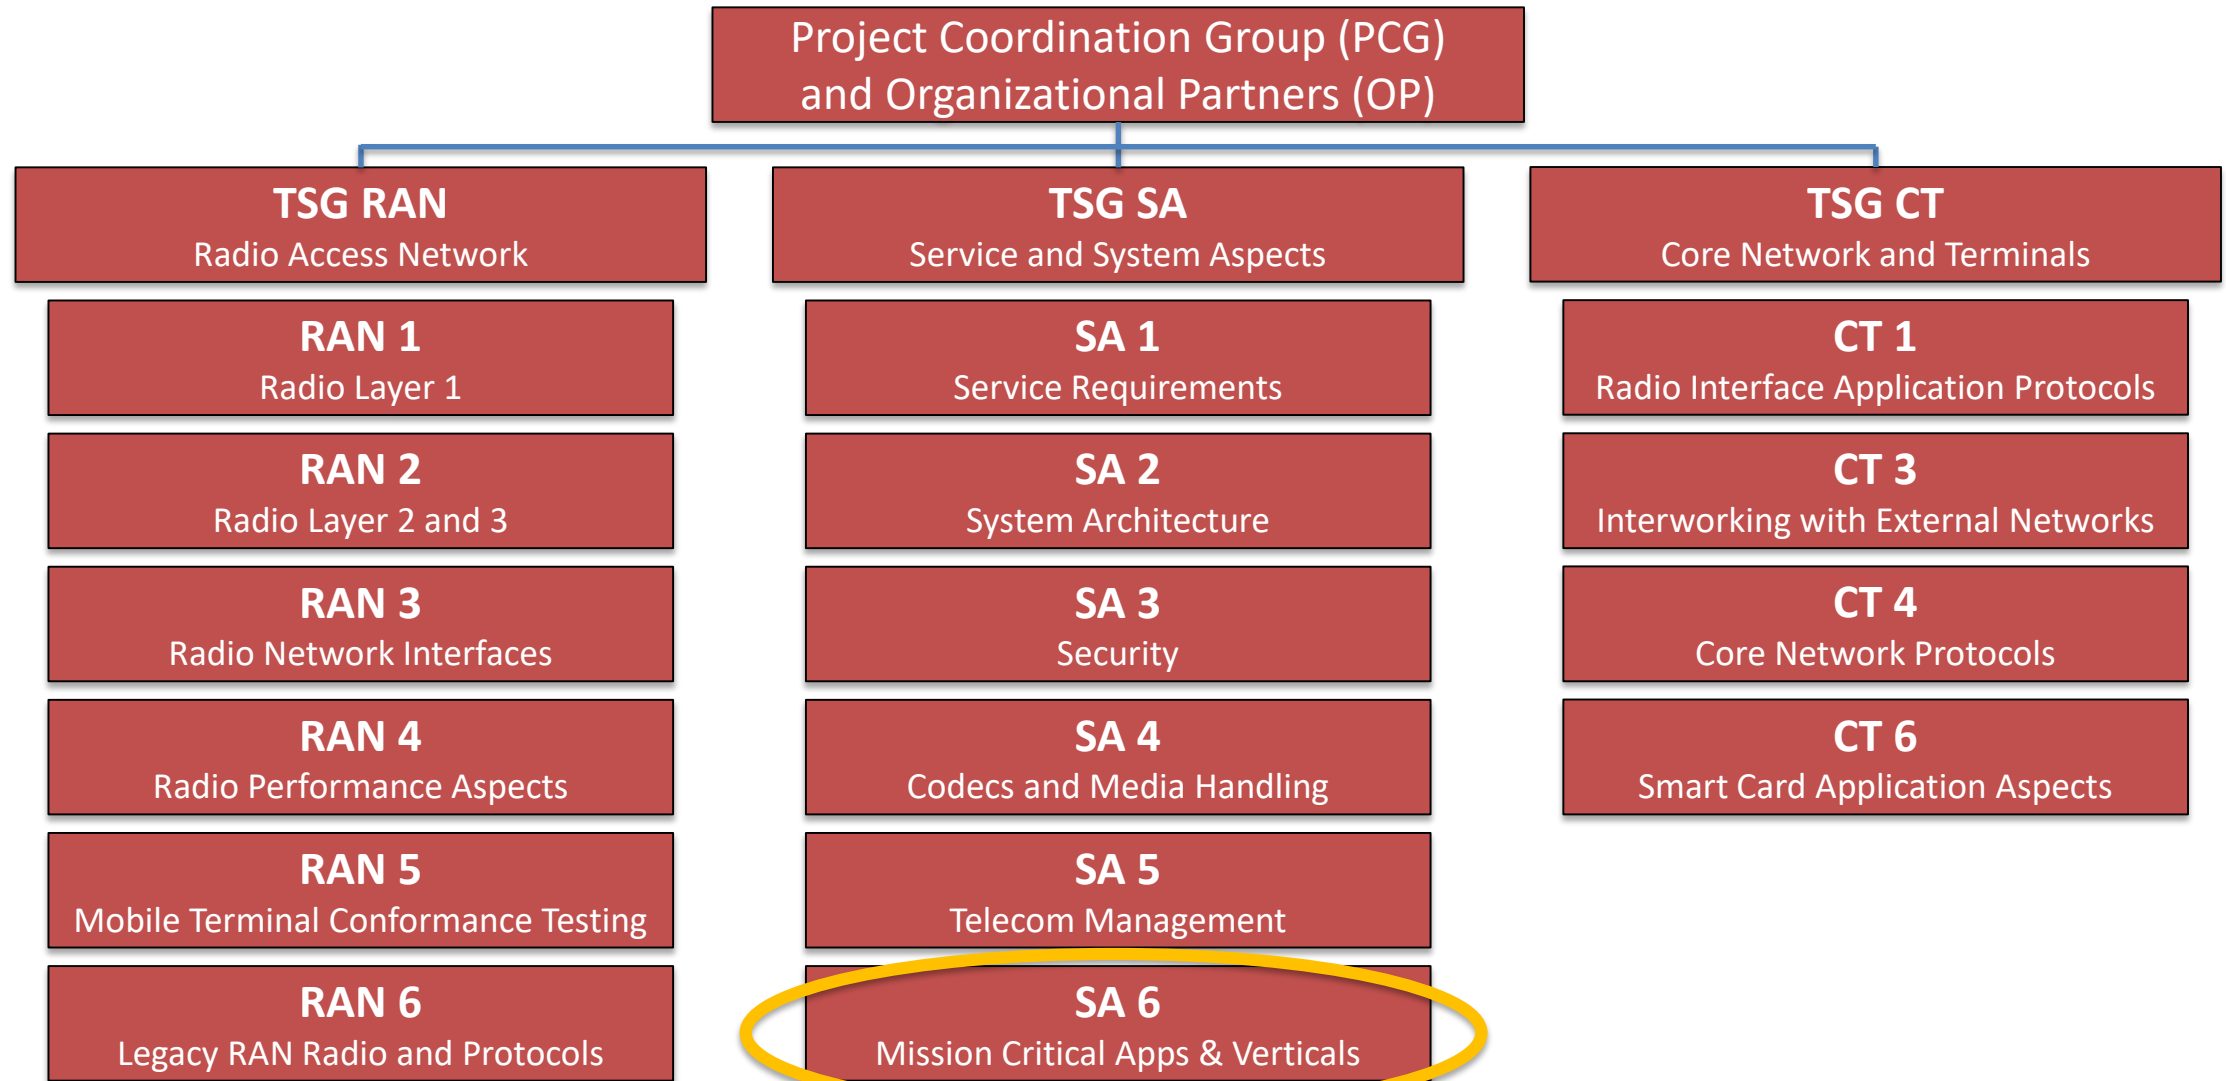 Project Coordination Group (PCG)
and Organizational Partners (OP)
TSG RAN
Radio Access Network
TSG SA
Service and System Aspects
TSG CT
Core Network and Terminals
RAN 1
Radio Layer 1
SA 1
Service Requirements
CT 1
Radio Interface Application Protocols
RAN 2
Radio Layer 2 and 3
SA 2
System Architecture
CT 3
Interworking with External Networks
RAN 3
Radio Network Interfaces
SA 3
Security
CT 4
Core Network Protocols
RAN 4
Radio Performance Aspects
SA 4
Codecs and Media Handling
CT 6
Smart Card Application Aspects
RAN 5
Mobile Terminal Conformance Testing
SA 5
Telecom Management
RAN 6
Legacy RAN Radio and Protocols
SA 6
Mission Critical Apps & Verticals